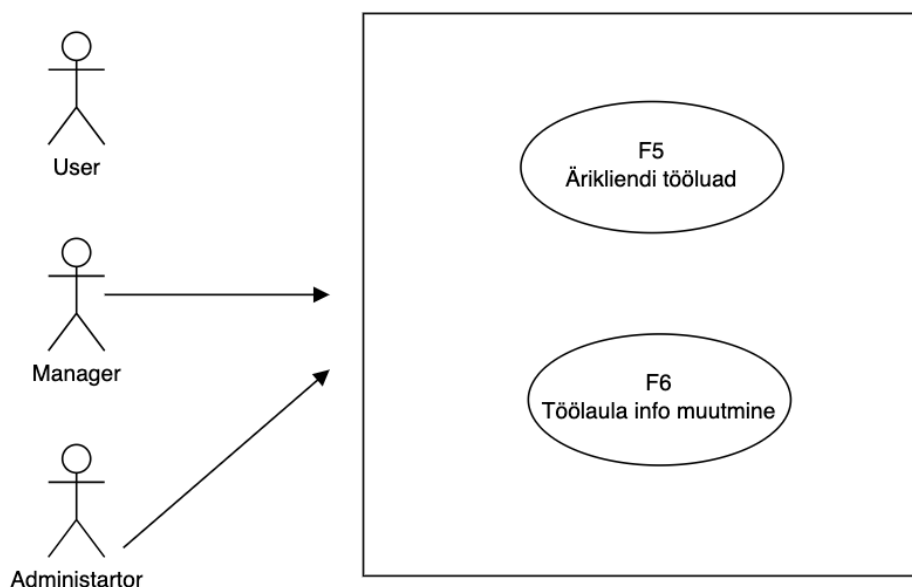 User
Manager
Administartor
F5
Ärikliendi tööluad
F6
Töölaula info muutmine